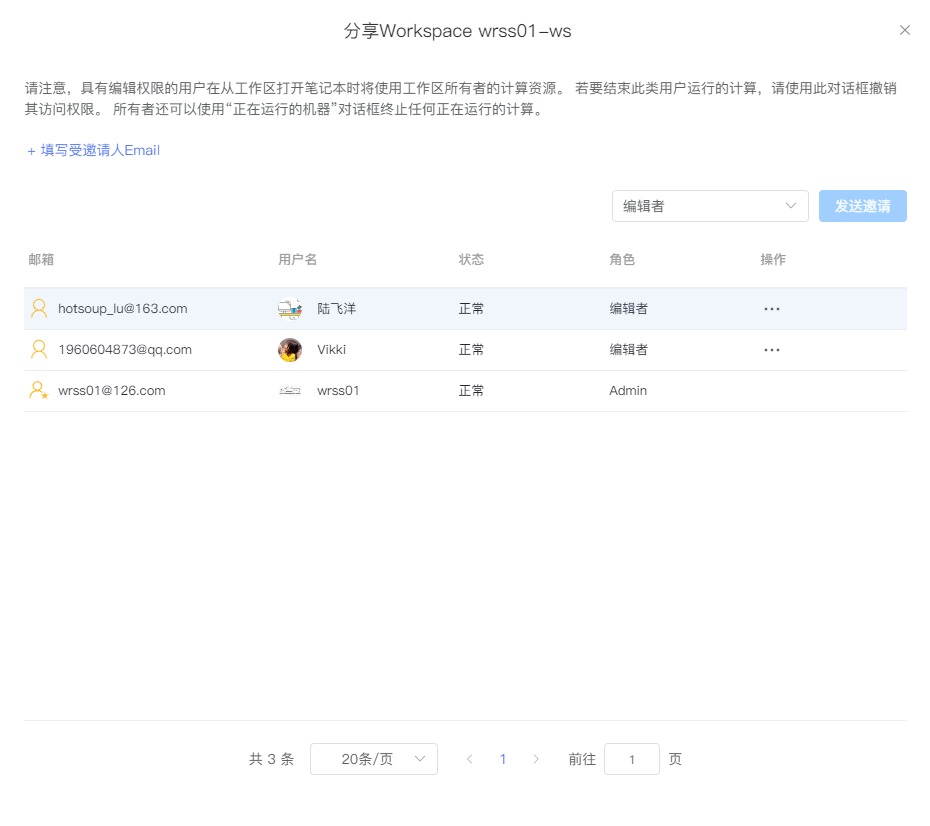 分享Workspace wrss01-ws
请注意，具有编辑权限的用户在从工作区打开笔记本时将使用工作区所有者的计算资源。 若要结束此类用户运行的计算，请使用此对话框撤销
其访问权限。 所有者还可以使用“正在运行的机器”对话框终止任何正在运行的计算。
+ 填写受邀请人Email
编辑者 发送邀请
邮箱 用户名 状态 角色 操作
hotsoup_lu@163.com 陆飞洋 正常 编辑者 ···
1960604873@qq.com Vikki 正常 编辑者 ···
wrss01@126.com wrss01 正常 Admin
共 3 条 20条/页 1 前往 1 页